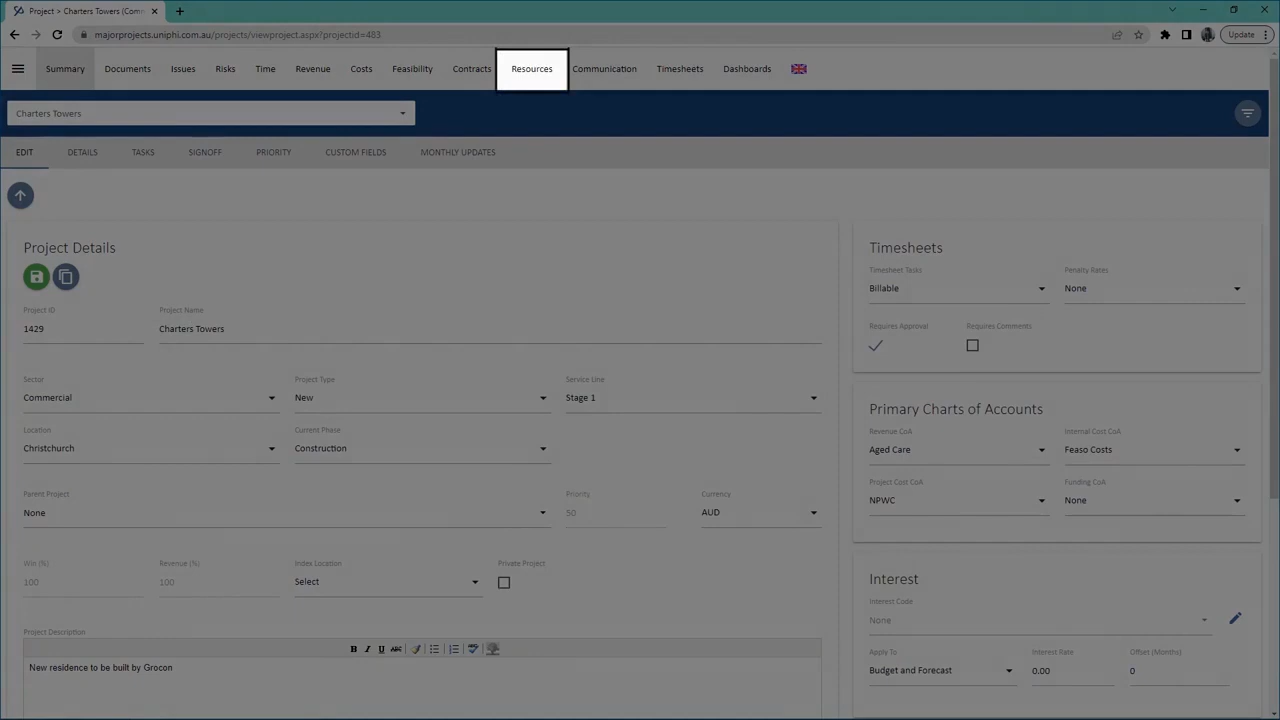 Project > Charters Towers (Com
Update
majorprojects.uniphi.com.au/projects/viewproject.aspx?projectid=483
Summary Documents Issues Risks Time Revenue Costs Feasibility Contracts Resources Communication Timesheets Dashboards
Charters Towers
EDIT DETAILS TASKS SIGNOFF PRIORITY CUSTOM FIELDS MONTHLY UPDATES
Project Details
Project ID Project Name
1429 Charters Towers
Sector Project Type Service Line
Commercial New Stage 1
Location Current Phase
Christchurch Construction
Parent Project Priority Currency
None 50 AUD
Win (%) Revenue (%) Index Location Private Project
100 100 Select
Project Description
B I U ABC
New residence to be built by Grocon
Timesheets
Timesheet Tasks Penalty Rates
Billable None
Requires Approval Requires Comments
Primary Charts of Accounts
Revenue CoA Internal Cost CoA
Aged Care Feaso Costs
Project Cost CoA Funding CoA
NPWC None
Interest
Interest Code
None
Apply To Interest Rate Offset (Months)
Budget and Forecast 0.00 0